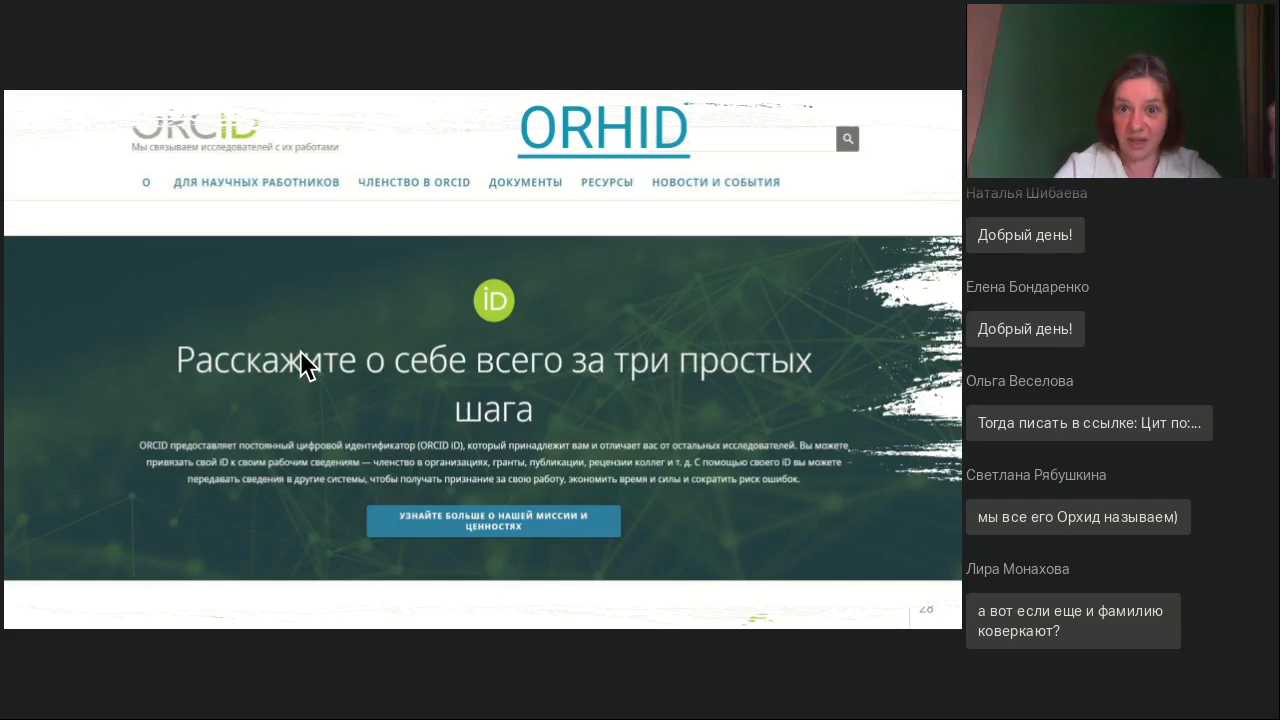 ORCID
ORHID
Мы связываем исследователей с их работами
О ДЛЯ НАУЧНЫХ РАБОТНИКОВ ЧЛЕНСТВО В ORCID ДОКУМЕНТЫ РЕСУРСЫ НОВОСТИ И СОБЫТИЯ
iD
Расскажите о себе всего за три простых
шага
ORCID предоставляет постоянный цифровой идентификатор (ORCID iD), который принадлежит вам и отличает вас от остальных исследователей. Вы можете
привязать свой iD к своим рабочим сведениям — членство в организациях, гранты, публикации, рецензии коллег и т. д. С помощью своего iD вы можете
передавать сведения в другие системы, чтобы получать признание за свою работу, экономить время и силы и сократить риск ошибок.
УЗНАЙТЕ БОЛЬШЕ О НАШЕЙ МИССИИ И
ЦЕННОСТЯХ
28
Наталья Шибаева
Добрый день!
Елена Бондаренко
Добрый день!
Ольга Веселова
Тогда писать в ссылке: Цит по:...
Светлана Рябушкина
мы все его Орхид называем)
Лира Монахова
а вот если еще и фамилию
коверкают?